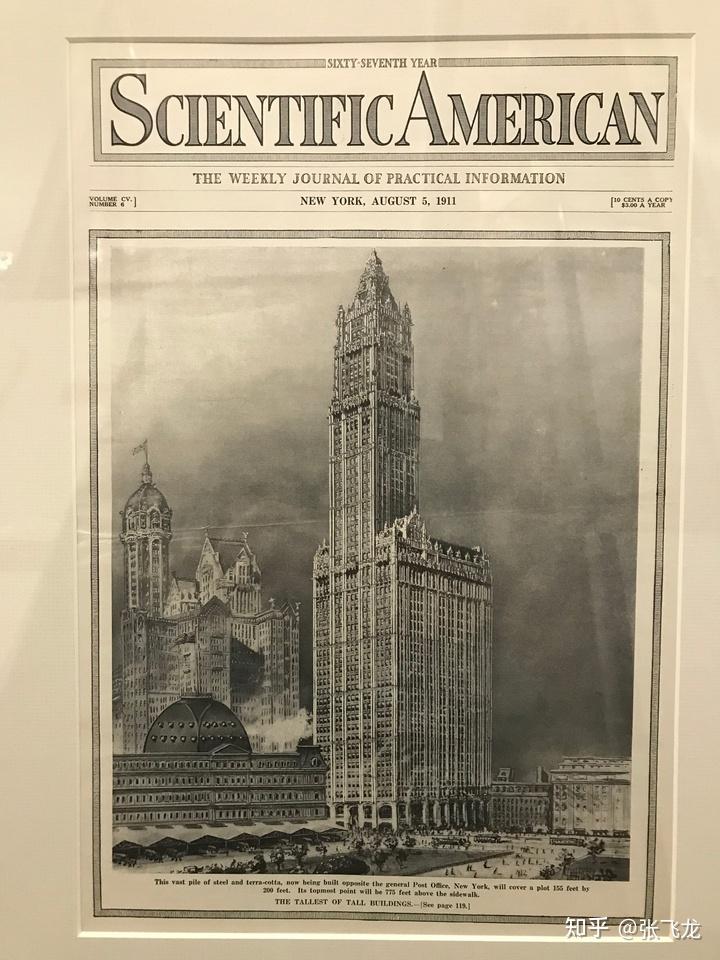 SIXTY-SEVENTH YEAR
SCIENTIFIC AMERICAN
THE WEEKLY JOURNAL OF PRACTICAL INFORMATION
VOLUME CV.]
NUMBER 6
NEW YORK, AUGUST 5, 1911
[10 CENTS A COPY
$3.00 A YEAR
This vast pile of steel and terra-cotta, now being built opposite the general Post Office, New York, will cover a plot 155 feet by
200 feet. Its topmost point will be 775 feet above the sidewalk.
THE TALLEST OF TALL BUILDINGS.—[See page 119.]
知乎 @张飞龙